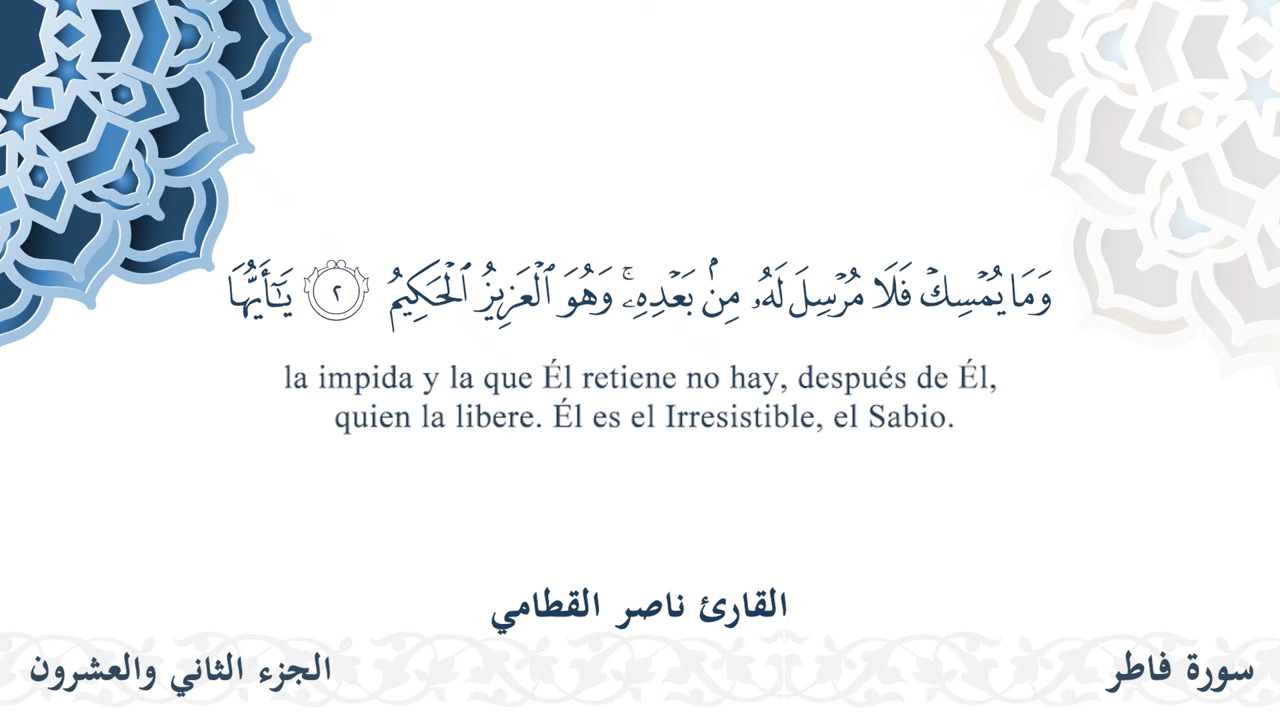 وَمَا يُمْسِكْ فَلَا مُرْسِلَ لَهُۥ مِنۢ بَعْدِهِۦ ۚ وَهُوَ ٱلْعَزِيزُ ٱلْحَكِيمُ ٢ يَـٰٓأَيُّهَا
la impida y la que Él retiene no hay, después de Él,
quien la libere. Él es el Irresistible, el Sabio.
القارئ ناصر القطامي
سورة فاطر
الجزء الثاني والعشرون